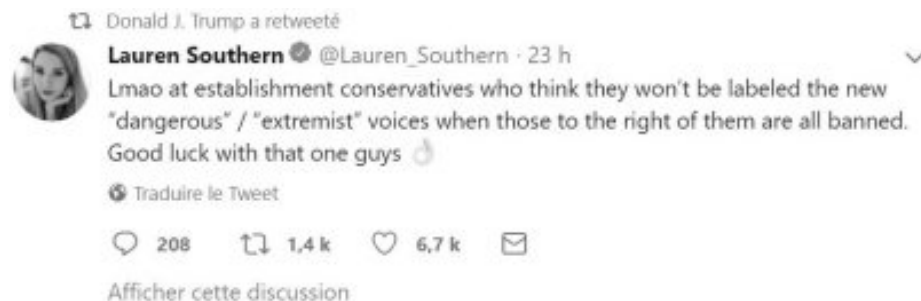 Donald J. Trump a retweeté
Lauren Southern @Lauren_Southern · 23 h
Lmao at establishment conservatives who think they won't be labeled the new
"dangerous" / "extremist" voices when those to the right of them are all banned.
Good luck with that one guys 👌
Traduire le Tweet
208 1,4 k 6,7 k
Afficher cette discussion